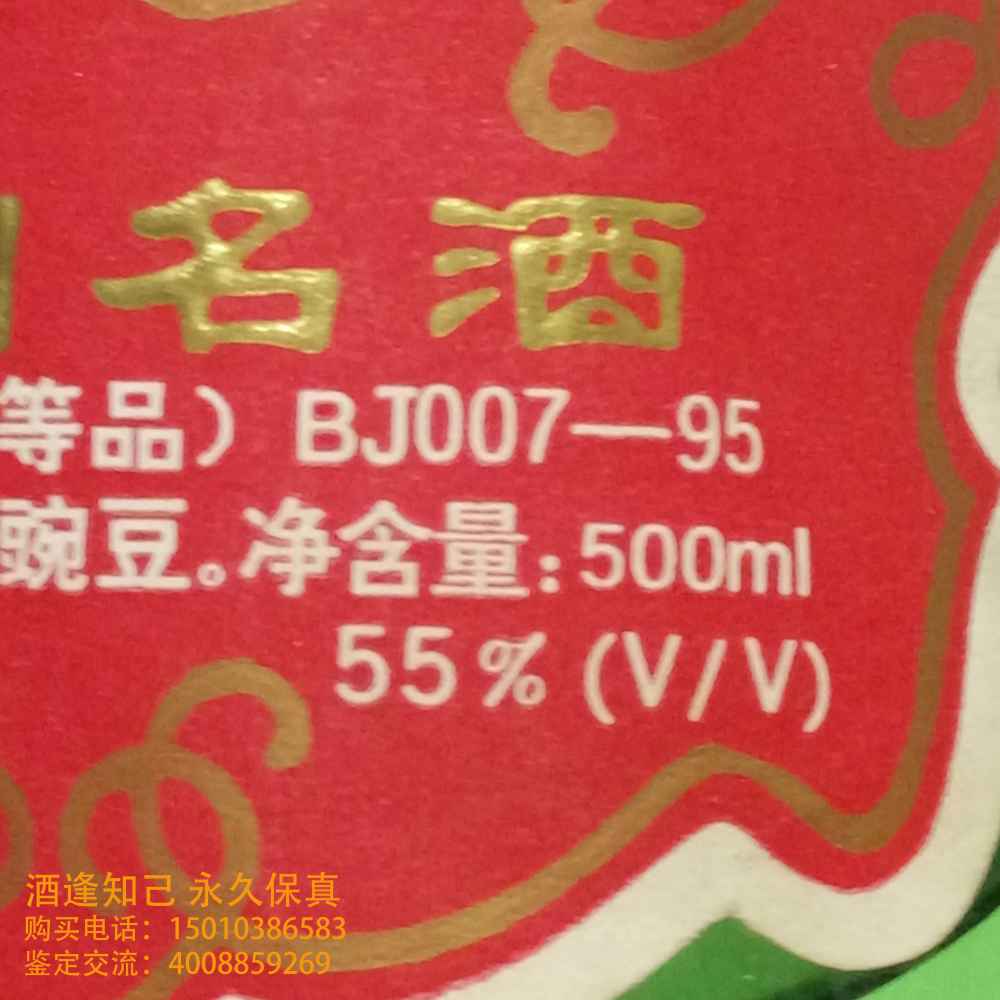 名酒
等品）BJ007—95
豌豆。净含量:500ml
55%(V/V)
酒逢知己 永久保真
购买电话：15010386583
鉴定交流：4008859269